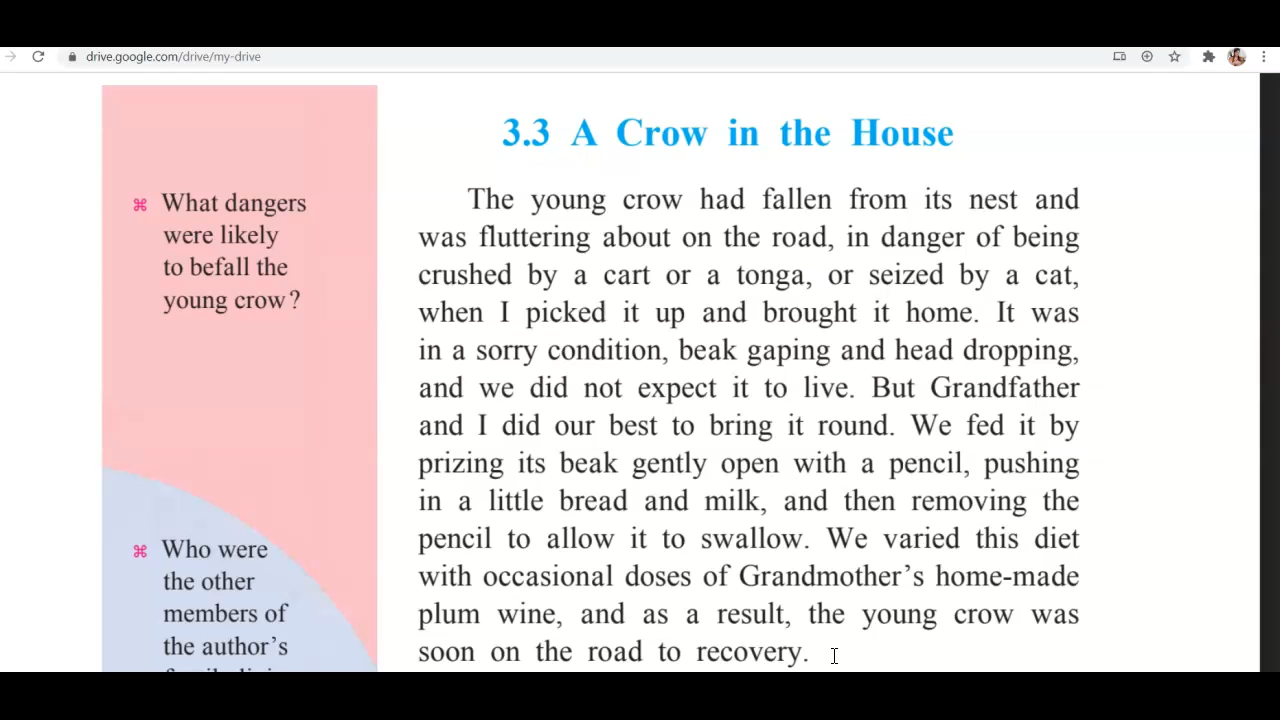 drive.google.com/drive/my-drive
3.3 A Crow in the House
⌘ What dangers
were likely
to befall the
young crow?
The young crow had fallen from its nest and
was fluttering about on the road, in danger of being
crushed by a cart or a tonga, or seized by a cat,
when I picked it up and brought it home. It was
in a sorry condition, beak gaping and head dropping,
and we did not expect it to live. But Grandfather
and I did our best to bring it round. We fed it by
prizing its beak gently open with a pencil, pushing
in a little bread and milk, and then removing the
pencil to allow it to swallow. We varied this diet
with occasional doses of Grandmother's home-made
plum wine, and as a result, the young crow was
soon on the road to recovery.
⌘ Who were
the other
members of
the author's